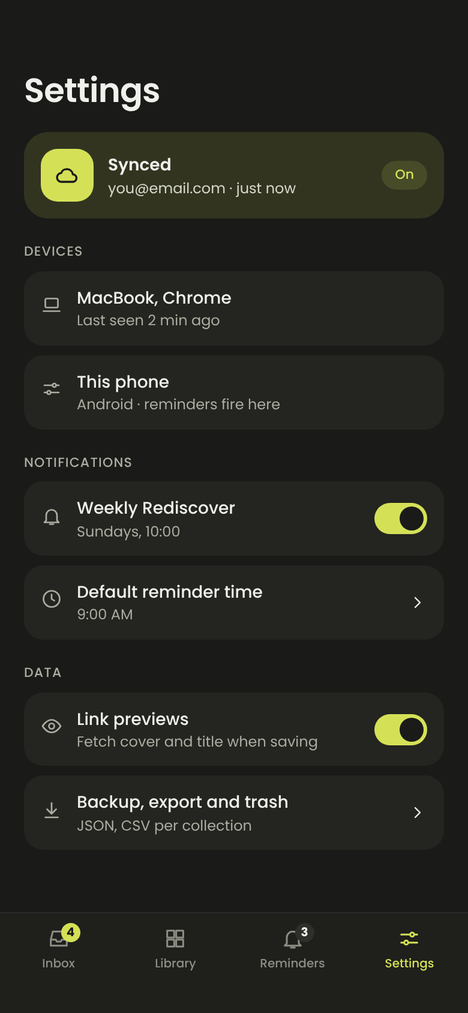 Settings
Synced
you@email.com · just now
On
DEVICES
MacBook, Chrome
Last seen 2 min ago
This phone
Android · reminders fire here
NOTIFICATIONS
Weekly Rediscover
Sundays, 10:00
Default reminder time
9:00 AM
DATA
Link previews
Fetch cover and title when saving
Backup, export and trash
JSON, CSV per collection
4
3
Inbox
Library
Reminders
Settings